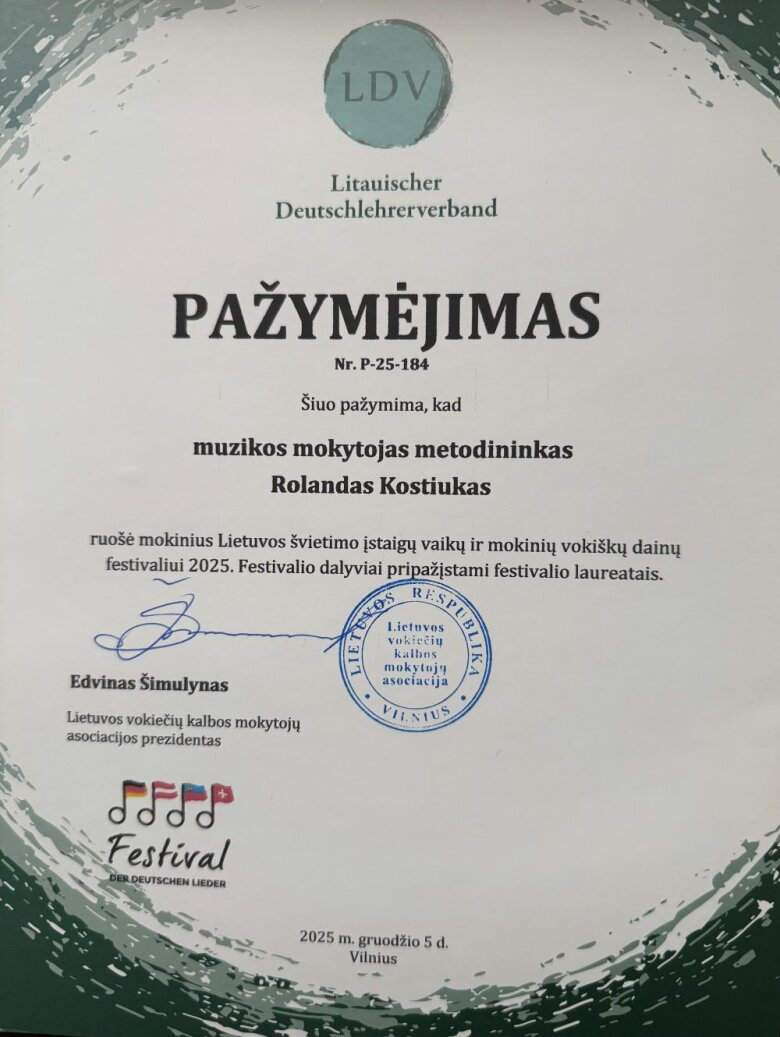 LDV
Litauischer
Deutschlehrerverband
PAŽYMĖJIMAS
Nr. P-25-184
Šiuo pažymima, kad
muzikos mokytojas metodininkas
Rolandas Kostiukas
ruošė mokinius Lietuvos švietimo įstaigų vaikų ir mokinių vokiškų dainų
festivaliui 2025. Festivalio dalyviai pripažįstami festivalio laureatais.
LIETUVOS RESPUBLIKA
Lietuvos
vokiečių
kalbos
mokytojų
asociacija
VILNIUS
Edvinas Šimulynas
Lietuvos vokiečių kalbos mokytojų
asociacijos prezidentas
Festival
DER DEUTSCHEN LIEDER
2025 m. gruodžio 5 d.
Vilnius